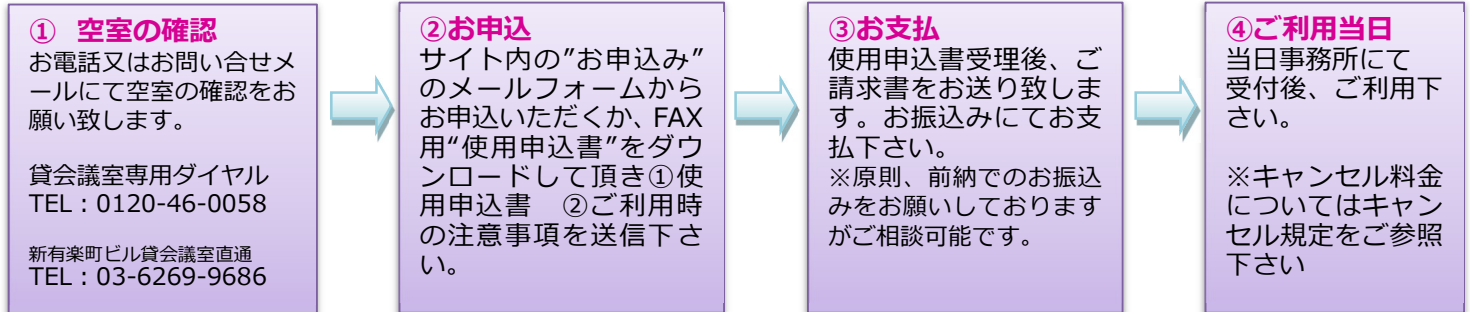 ① 空室の確認
お電話又はお問い合せメ
ールにて空室の確認をお
願い致します。
貸会議室専用ダイヤル
TEL:0120-46-0058
新有楽町ビル貸会議室直通
TEL:03-6269-9686
②お申込
サイト内の”お申込み”
のメールフォームから
お申込いただくか、FAX
用“使用申込書”をダウ
ンロードして頂き①使
用申込書 ②ご利用時
の注意事項を送信下さ
い。
③お支払
使用申込書受理後、ご
請求書をお送り致しま
す。お振込みにてお支
払下さい。
※原則、前納でのお振込
みをお願いしております
がご相談可能です。
④ご利用当日
当日事務所にて
受付後、ご利用下
さい。
※キャンセル料金
についてはキャン
セル規定をご参照
下さい